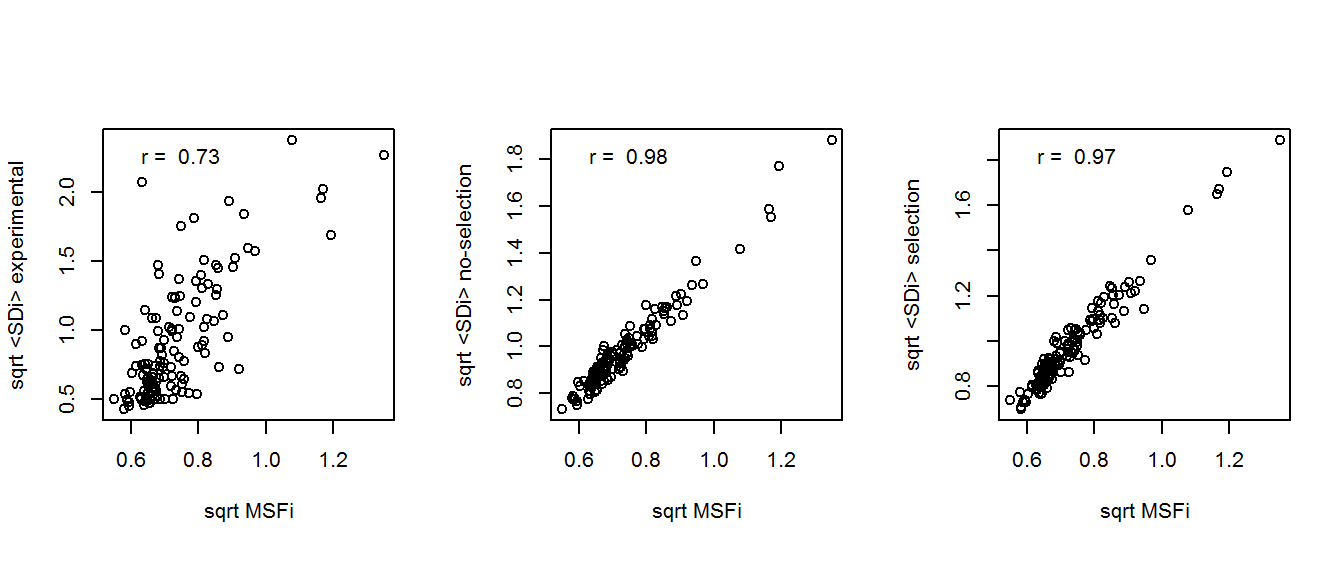 r = 0.73
sqrt <SDi> experimental
2.0
1.5
1.0
0.5
0.6 0.8 1.0 1.2
sqrt MSFi
r = 0.98
sqrt <SDi> no-selection
1.8
1.6
1.4
1.2
1.0
0.8
0.6 0.8 1.0 1.2
sqrt MSFi
r = 0.97
sqrt <SDi> selection
1.6
1.2
0.8
0.6 0.8 1.0 1.2
sqrt MSFi